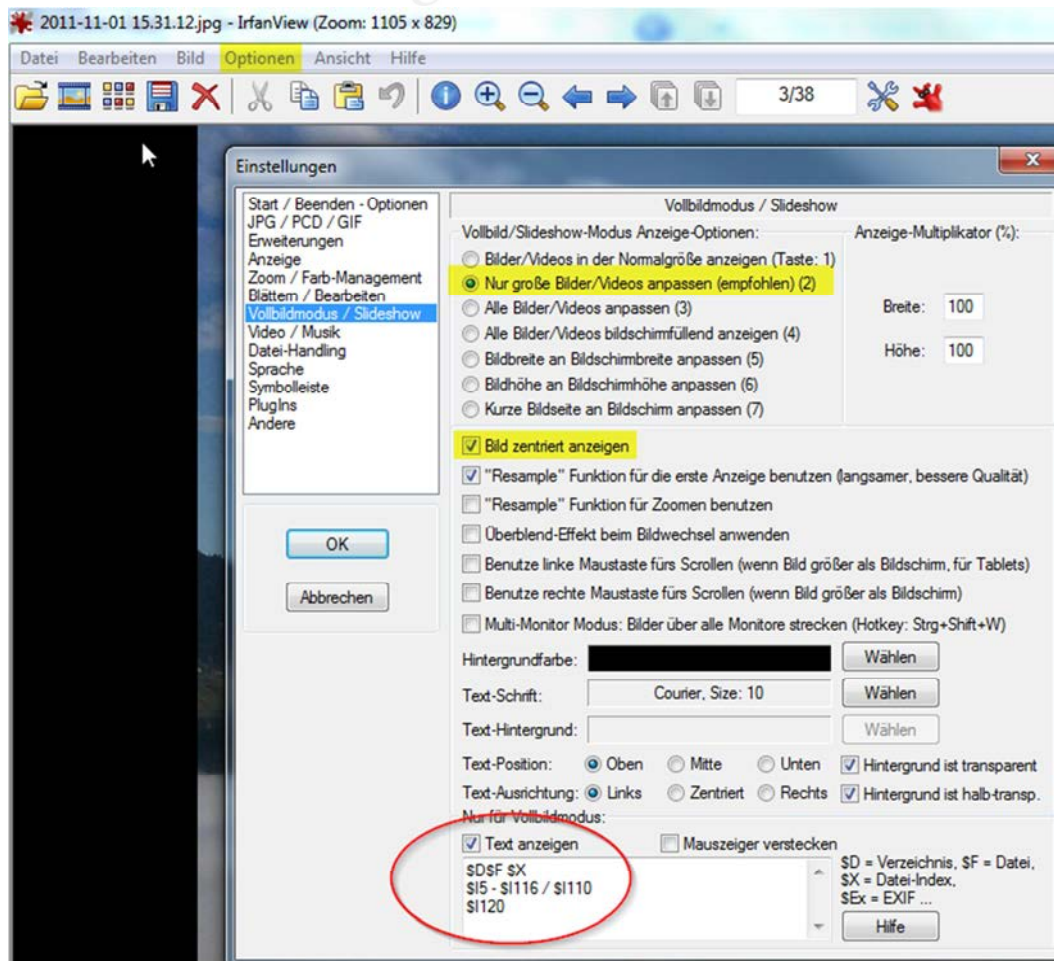 2011-11-01 15.31.12.jpg - IrfanView (Zoom: 1105 x 829)
Datei Bearbeiten Bild Optionen Ansicht Hilfe
3/38
Einstellungen
Start / Beenden - Optionen
JPG / PCD / GIF
Erweiterungen
Anzeige
Zoom / Farb-Management
Blättern / Bearbeiten
Vollbildmodus / Slideshow
Video / Musik
Datei-Handling
Sprache
Symbolleiste
PlugIns
Andere
OK
Abbrechen
Vollbildmodus / Slideshow
Vollbild/Slideshow-Modus Anzeige-Optionen:
Bilder/Videos in der Normalgröße anzeigen (Taste: 1)
Nur große Bilder/Videos anpassen (empfohlen) (2)
Alle Bilder/Videos anpassen (3)
Alle Bilder/Videos bildschirmfüllend anzeigen (4)
Bildbreite an Bildschirmbreite anpassen (5)
Bildhöhe an Bildschirmhöhe anpassen (6)
Kurze Bildseite an Bildschirm anpassen (7)
Anzeige-Multiplikator (%):
Breite: 100
Höhe: 100
Bild zentriert anzeigen
"Resample" Funktion für die erste Anzeige benutzen (langsamer, bessere Qualität)
"Resample" Funktion für Zoomen benutzen
Überblend-Effekt beim Bildwechsel anwenden
Benutze linke Maustaste fürs Scrollen (wenn Bild größer als Bildschirm, für Tablets)
Benutze rechte Maustaste fürs Scrollen (wenn Bild größer als Bildschirm)
Multi-Monitor Modus: Bilder über alle Monitore strecken (Hotkey: Strg+Shift+W)
Hintergrundfarbe: Wählen
Text-Schrift: Courier, Size: 10 Wählen
Text-Hintergrund: Wählen
Text-Position: Oben Mitte Unten Hintergrund ist transparent
Text-Ausrichtung: Links Zentriert Rechts Hintergrund ist halb-transp.
Nur für Vollbildmodus:
Text anzeigen Mauszeiger verstecken
$D$F $X
$I5 - $I116 / $I110
$I120
$D = Verzeichnis, $F = Datei,
$X = Datei-Index,
$Ex = EXIF ...
Hilfe